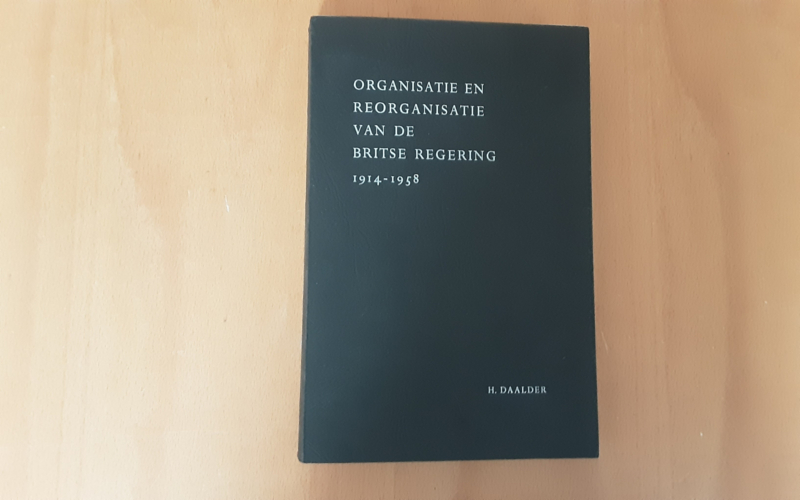 ORGANISATIE EN
REORGANISATIE
VAN DE
BRITSE REGERING
1914-1958
H. DAALDER